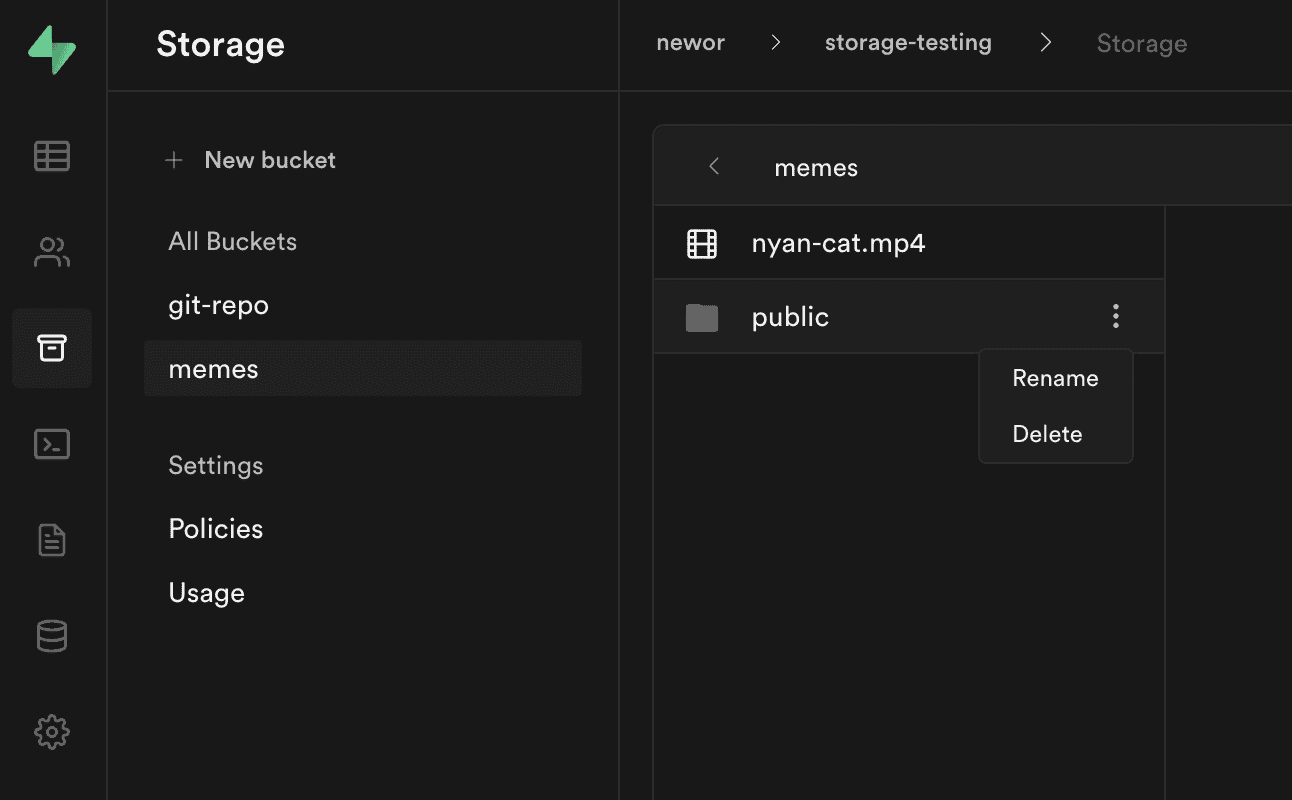 Storage
newor
storage-testing
Storage
New bucket
All Buckets
git-repo
memes
Settings
Policies
Usage
memes
nyan-cat.mp4
public
Rename
Delete